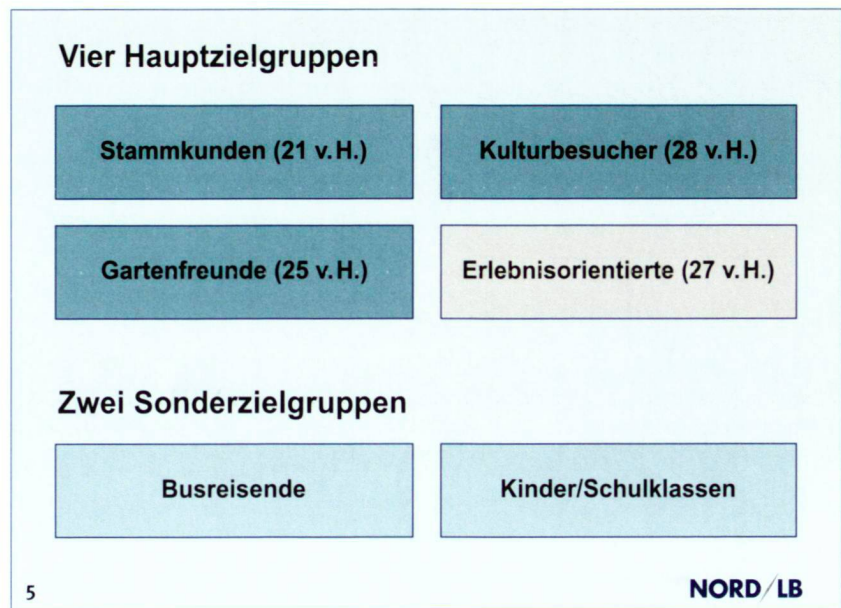 Vier Hauptzielgruppen
Stammkunden (21 v.H.)
Kulturbesucher (28 v.H.)
Gartenfreunde (25 v.H.)
Erlebnisorientierte (27 v.H.)
Zwei Sonderzielgruppen
Busreisende
Kinder/Schulklassen
5
NORD/LB